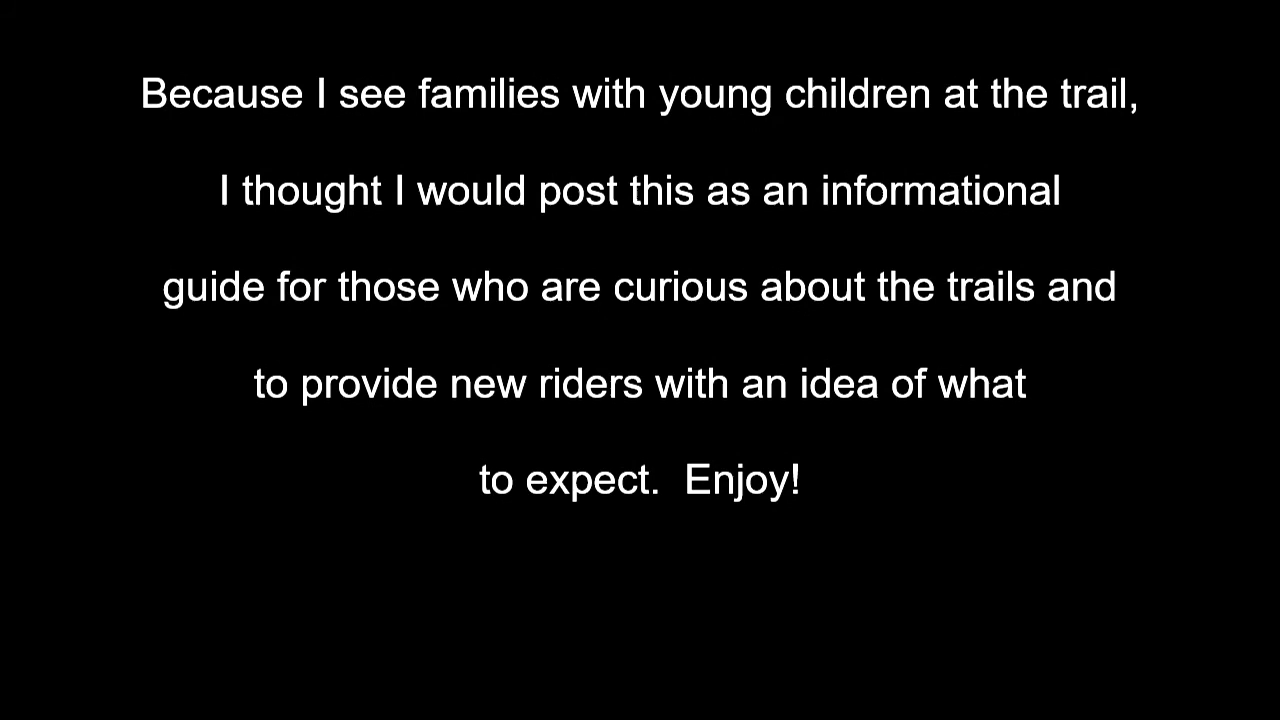 Because I see families with young children at the trail,
I thought I would post this as an informational
guide for those who are curious about the trails and
to provide new riders with an idea of what
to expect.  Enjoy!